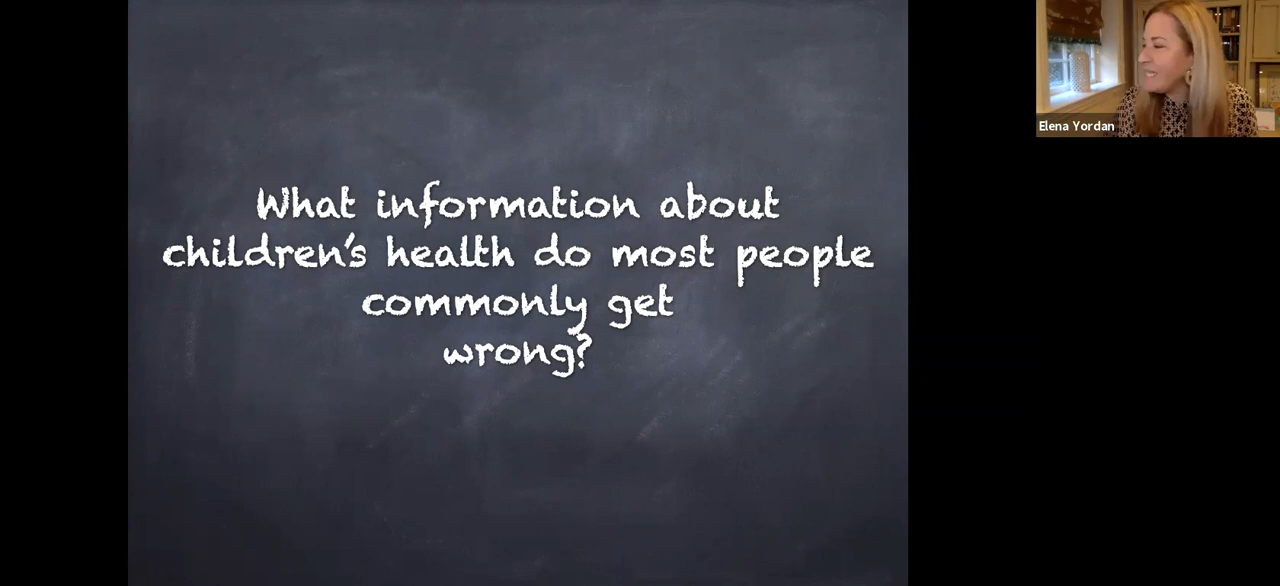 What information about
children's health do most people
commonly get
wrong?
Elena Yordan